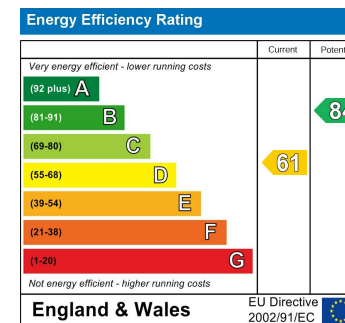 Energy Efficiency Rating
Current
Very energy efficient - lower running costs
(92 plus) A
(81-91) B
(69-80) C
(55-68) D
61
(39-54) E
(21-38) F
(1-20) G
Not energy efficient - higher running costs
England & Wales
EU Directive
2002/91/EC